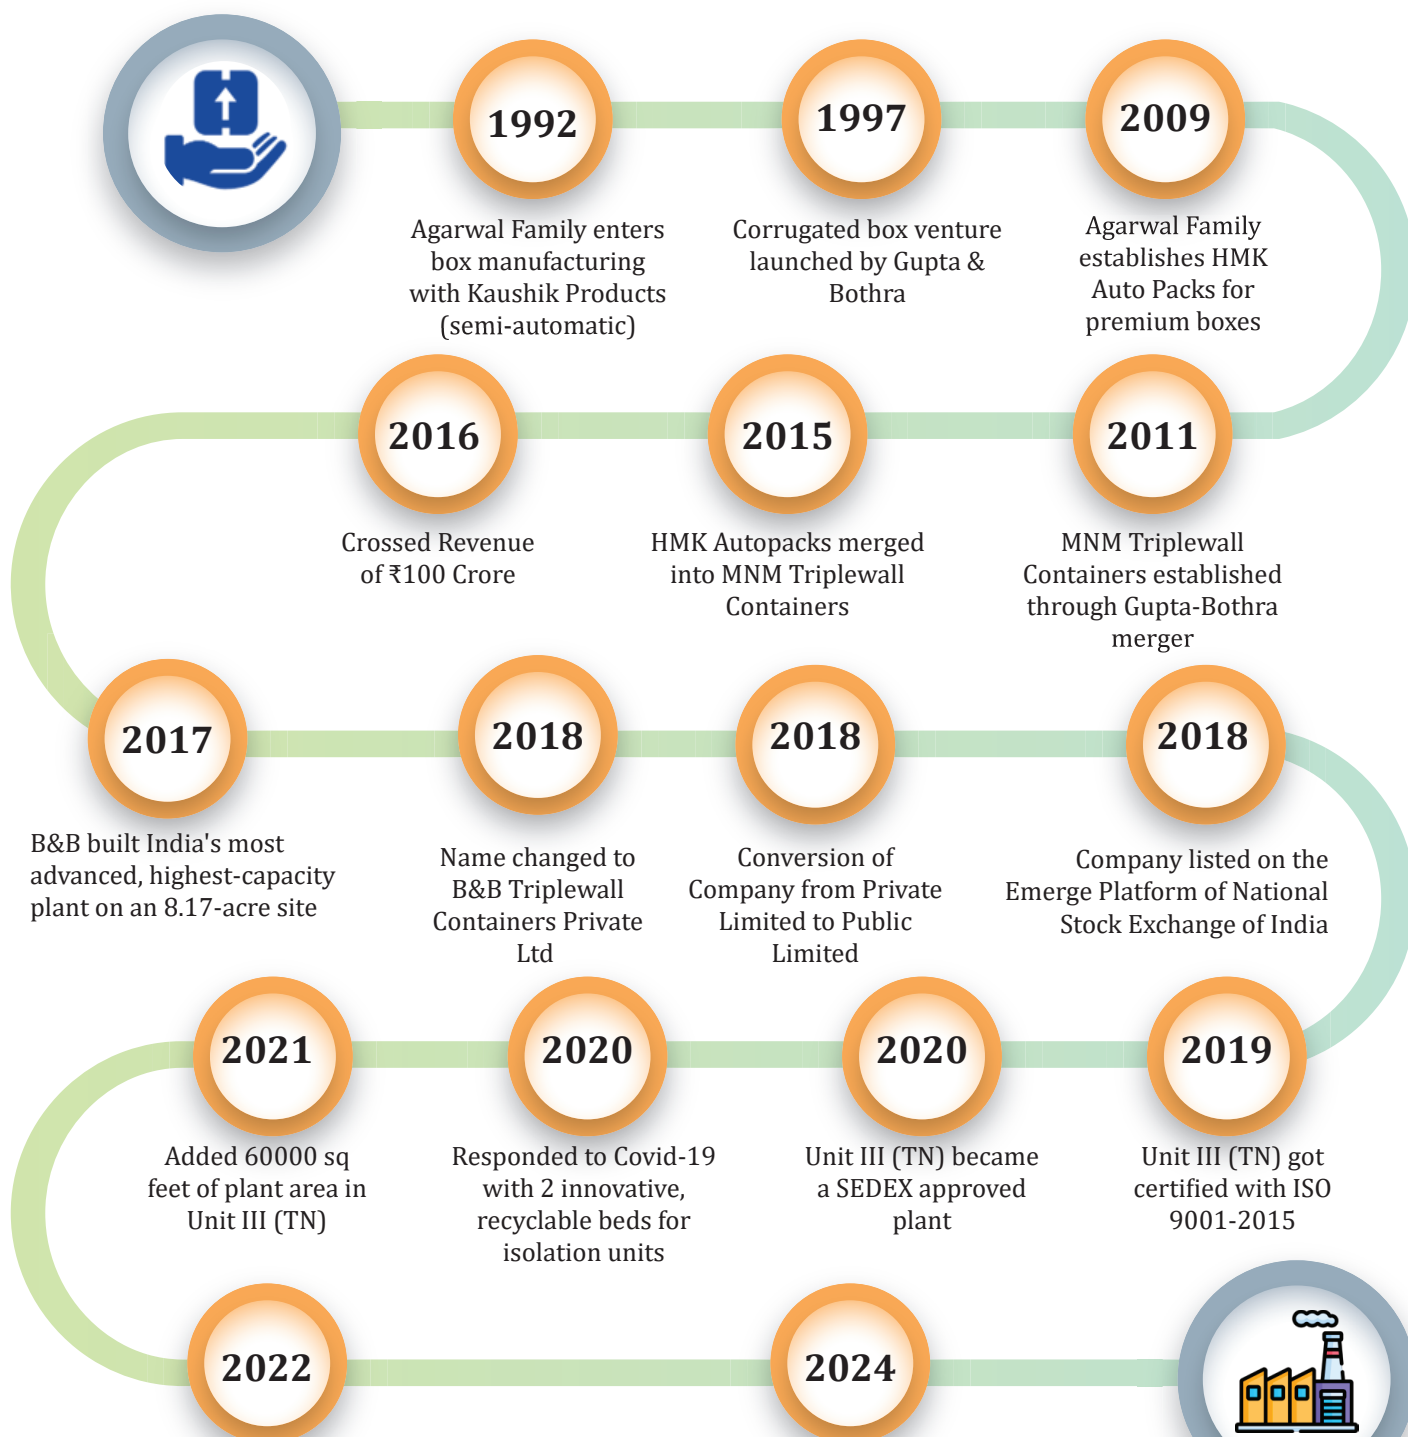 1992
Agarwal Family enters
box manufacturing
with Kaushik Products
(semi-automatic)
1997
Corrugated box venture
launched by Gupta &
Bothra
2009
Agarwal Family
establishes HMK
Auto Packs for
premium boxes
2011
MNM Triplewall
Containers established
through Gupta-Bothra
merger
2015
HMK Autopacks merged
into MNM Triplewall
Containers
2016
Crossed Revenue
of ₹100 Crore
2017
B&B built India's most
advanced, highest-capacity
plant on an 8.17-acre site
2018
Name changed to
B&B Triplewall
Containers Private
Ltd
2018
Conversion of
Company from Private
Limited to Public
Limited
2018
Company listed on the
Emerge Platform of National
Stock Exchange of India
2019
Unit III (TN) got
certified with ISO
9001-2015
2020
Unit III (TN) became
a SEDEX approved
plant
2020
Responded to Covid-19
with 2 innovative,
recyclable beds for
isolation units
2021
Added 60000 sq
feet of plant area in
Unit III (TN)
2022
2024